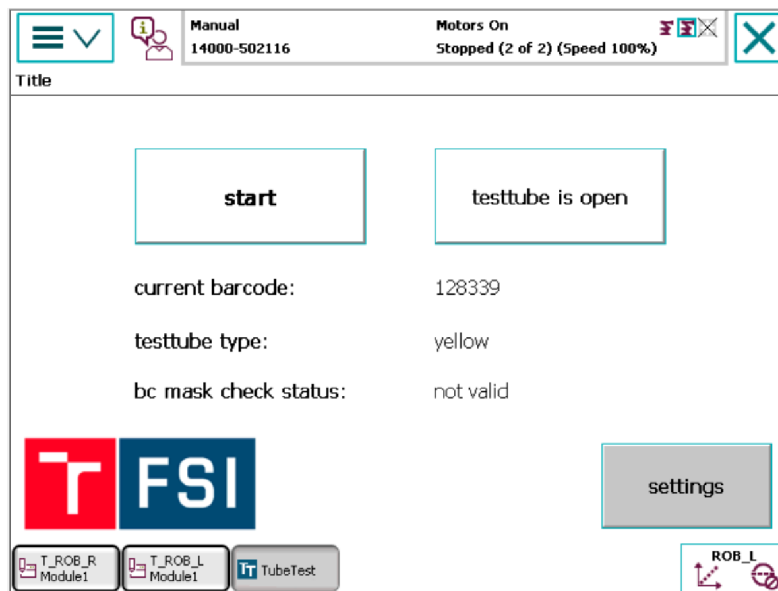 Manual
14000-502116
Motors On
Stopped (2 of 2) (Speed 100%)
Title
start
testtube is open
current barcode:
128339
testtube type:
yellow
bc mask check status:
not valid
T FSI
settings
T_ROB_R
Module1
T_ROB_L
Module1
TT TubeTest
ROB_L